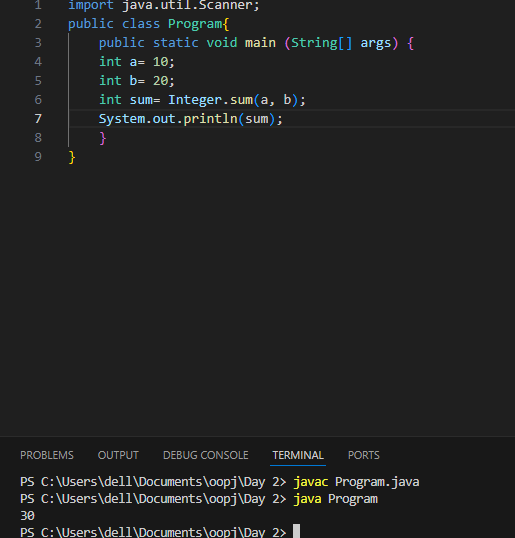 1 import java.util.Scanner;
2 public class Program{
3 public static void main (String[] args) {
4 int a= 10;
5 int b= 20;
6 int sum= Integer.sum(a, b);
7 System.out.println(sum);
8 }
9 }
PROBLEMS OUTPUT DEBUG CONSOLE TERMINAL PORTS
PS C:\Users\dell\Documents\oopj\Day 2> javac Program.java
PS C:\Users\dell\Documents\oopj\Day 2> java Program
30
PS C:\Users\dell\Documents\oopj\Day 2>